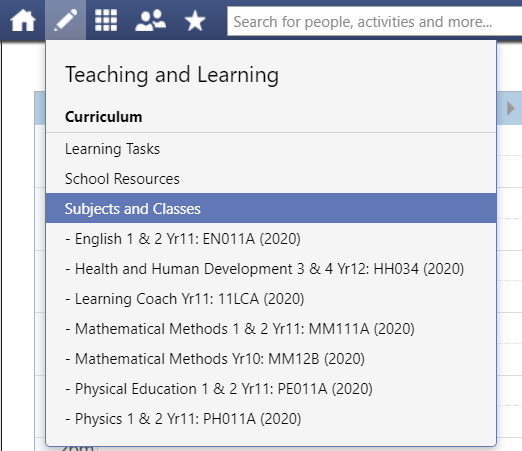 Search for people, activities and more...
Teaching and Learning
Curriculum
Learning Tasks
School Resources
Subjects and Classes
- English 1 & 2 Yr11: EN011A (2020)
- Health and Human Development 3 & 4 Yr12: HH034 (2020)
- Learning Coach Yr11: 11LCA (2020)
- Mathematical Methods 1 & 2 Yr11: MM111A (2020)
- Mathematical Methods Yr10: MM12B (2020)
- Physical Education 1 & 2 Yr11: PE011A (2020)
- Physics 1 & 2 Yr11: PH011A (2020)
2pm